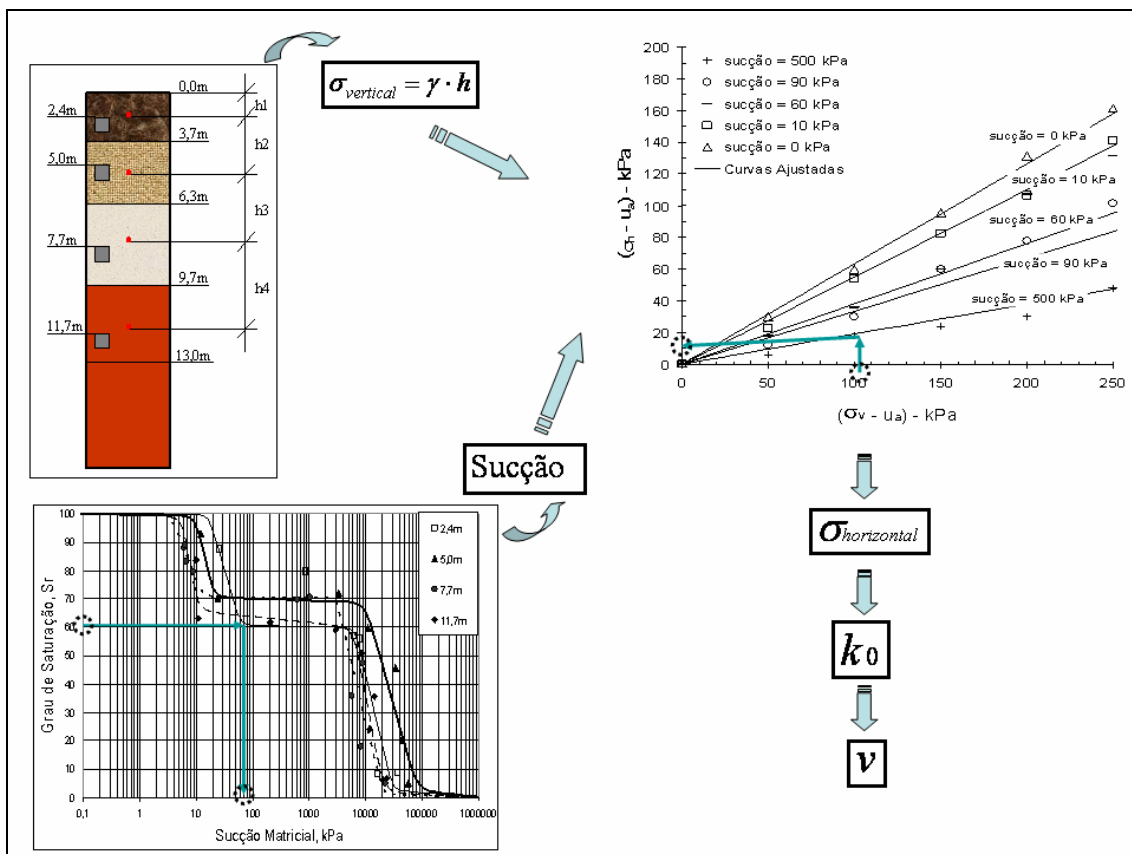 σvertical = γ · h
0,0m
h1
2,4m
3,7m
h2
5,0m
6,3m
h3
7,7m
9,7m
h4
11,7m
13,0m
(σh - ua) - kPa
200
180
160
140
120
100
80
60
40
20
0
+ sucção = 500 kPa
○ sucção = 90 kPa
− sucção = 60 kPa
□ sucção = 10 kPa
△ sucção = 0 kPa
— Curvas Ajustadas
sucção = 0 kPa
sucção = 10 kPa
sucção = 60 kPa
sucção = 90 kPa
sucção = 500 kPa
0 50 100 150 200 250
(σv - ua) - kPa
Sucção
Grau de Saturação, Sr
100
90
80
70
60
50
40
30
20
10
0
□ 2,4m
▲ 5,0m
● 7,7m
◆ 11,7m
0,1 1 10 100 1000 10000 100000 1000000
Sucção Matricial, kPa
σhorizontal
k0
ν